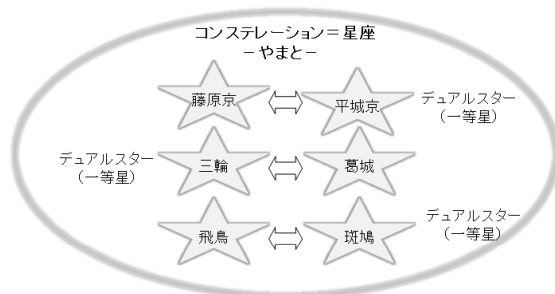 コンステレーション＝星座
－やまと－
藤原京
平城京
デュアルスター
（一等星）
デュアルスター
（一等星）
三輪
葛城
飛鳥
斑鳩
デュアルスター
（一等星）